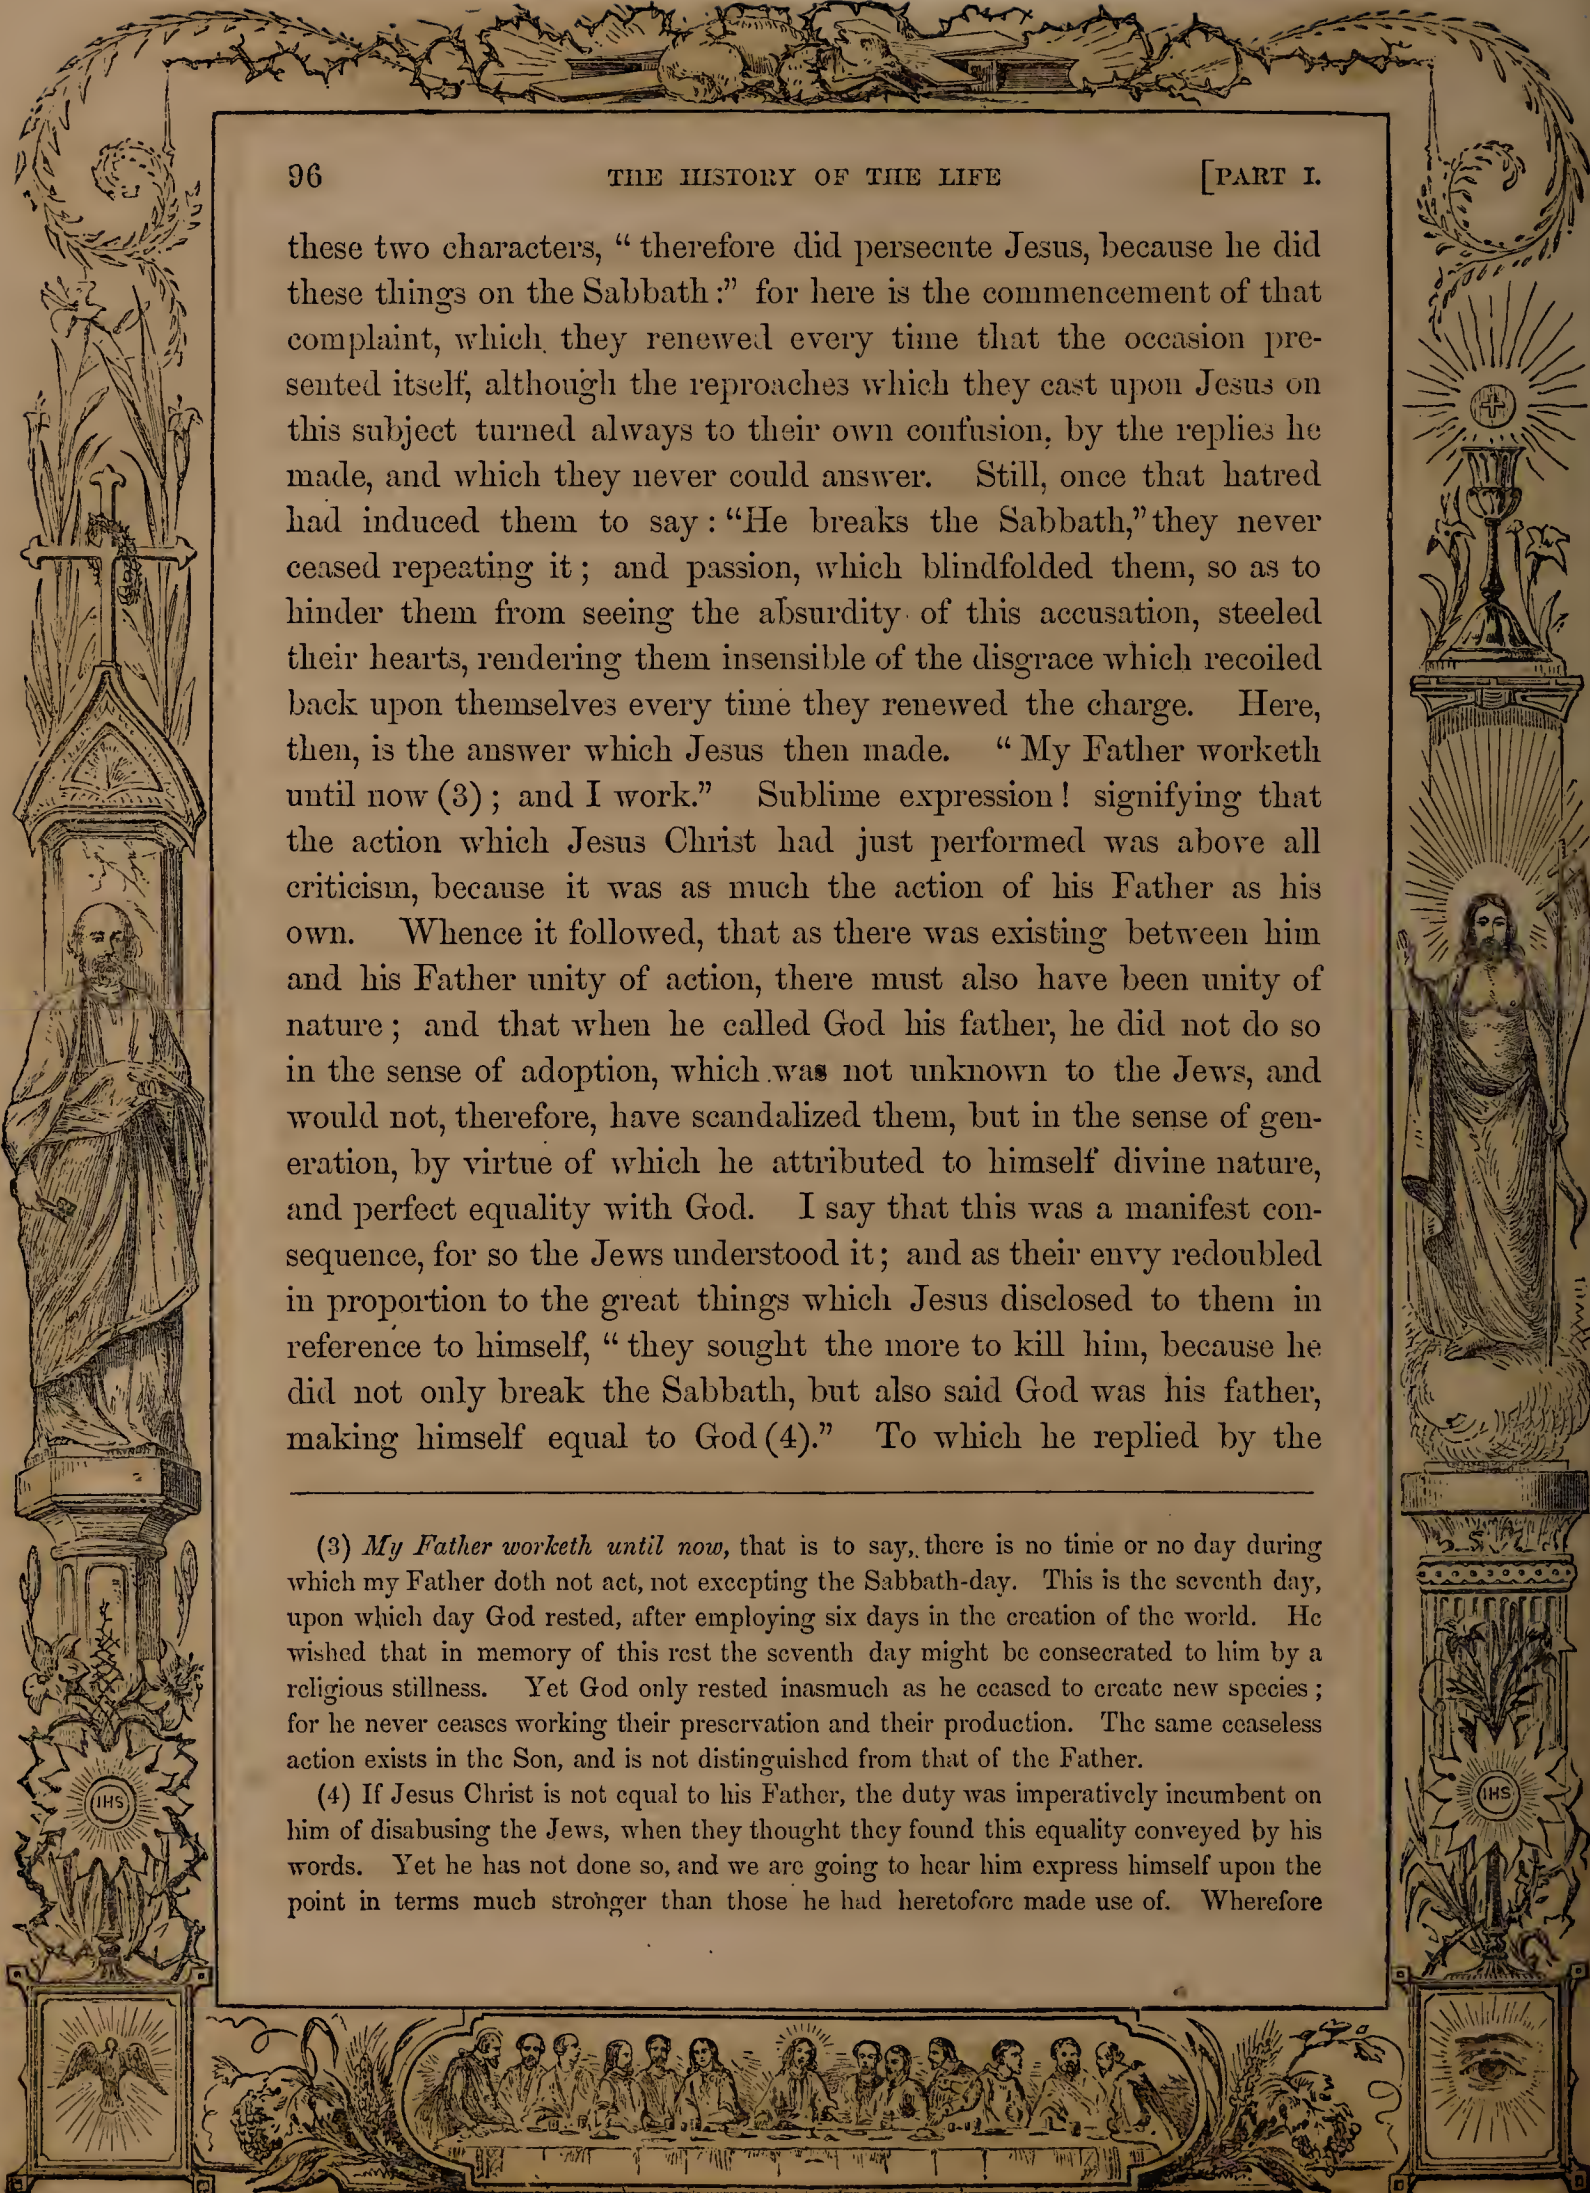 96 THE HISTORY OF THE LIFE [PART I.
these two characters, “ therefore did persecute Jesus, because he did
these things on the Sabbath :” for here is the commencement of that
complaint, which they renewed every time that the occasion pre-
sented itself, although the reproaches which they cast upon Jesus on
this subject turned always to their own confusion, by the replies he
made, and which they never could answer. Still, once that hatred
had induced them to say : “He breaks the Sabbath,” they never
ceased repeating it ; and passion, which blindfolded them, so as to
hinder them from seeing the absurdity of this accusation, steeled
their hearts, rendering them insensible of the disgrace which recoiled
back upon themselves every time they renewed the charge. Here,
then, is the answer which Jesus then made. “ My Father worketh
until now (3) ; and I work.” Sublime expression ! signifying that
the action which Jesus Christ had just performed was above all
criticism, because it was as much the action of his Father as his
own. Whence it followed, that as there was existing between him
and his Father unity of action, there must also have been unity of
nature ; and that when he called God his father, he did not do so
in the sense of adoption, which was not unknown to the Jews, and
would not, therefore, have scandalized them, but in the sense of gen-
eration, by virtue of which he attributed to himself divine nature,
and perfect equality with God. I say that this was a manifest con-
sequence, for so the Jews understood it ; and as their envy redoubled
in proportion to the great things which Jesus disclosed to them in
reference to himself, “ they sought the more to kill him, because he
did not only break the Sabbath, but also said God was his father,
making himself equal to God (4).” To which he replied by the
(3) My Father worketh until now, that is to say, there is no time or no day during
which my Father doth not act, not excepting the Sabbath-day. This is the seventh day,
upon which day God rested, after employing six days in the creation of the world. He
wished that in memory of this rest the seventh day might be consecrated to him by a
religious stillness. Yet God only rested inasmuch as he ceased to create new species ;
for he never ceases working their preservation and their production. The same ceaseless
action exists in the Son, and is not distinguished from that of the Father.
(4) If Jesus Christ is not equal to his Father, the duty was imperatively incumbent on
him of disabusing the Jews, when they thought they found this equality conveyed by his
words. Yet he has not done so, and we are going to hear him express himself upon the
point in terms much stronger than those he had heretofore made use of. Wherefore
IHS
IHS